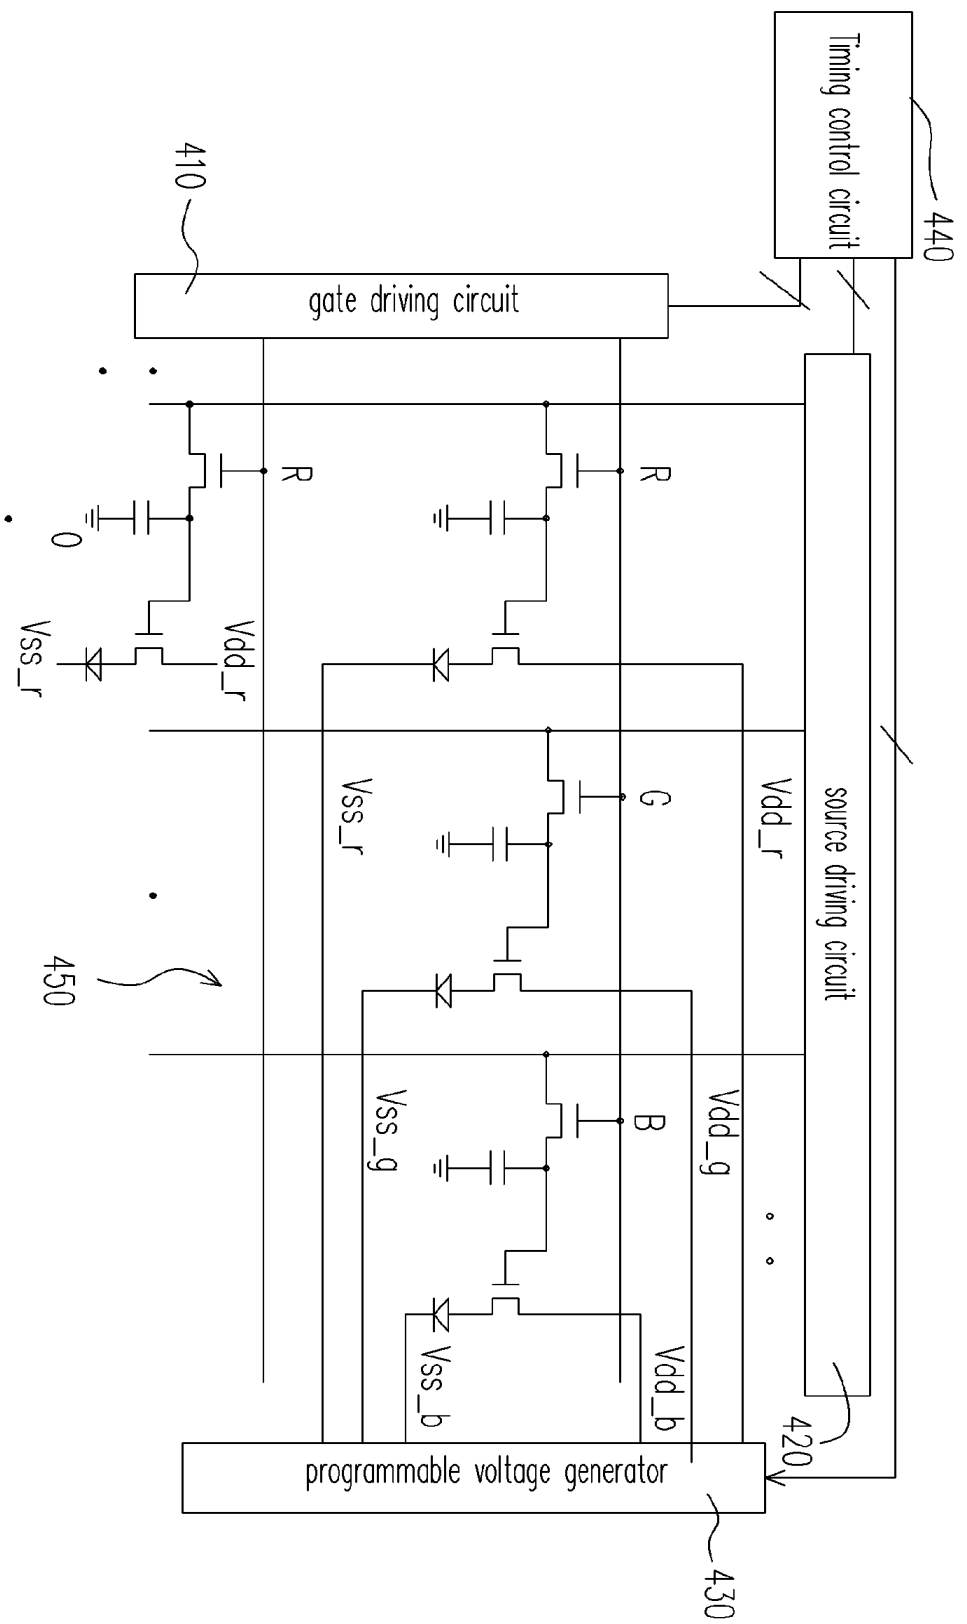 Timing control circuit
440
source driving circuit
420
410
gate driving circuit
R
G
B
Vdd_r
Vdd_g
Vdd_b
Vss_r
Vss_g
Vss_b
programmable voltage generator
430
R
O
Vdd_r
Vss_r
450